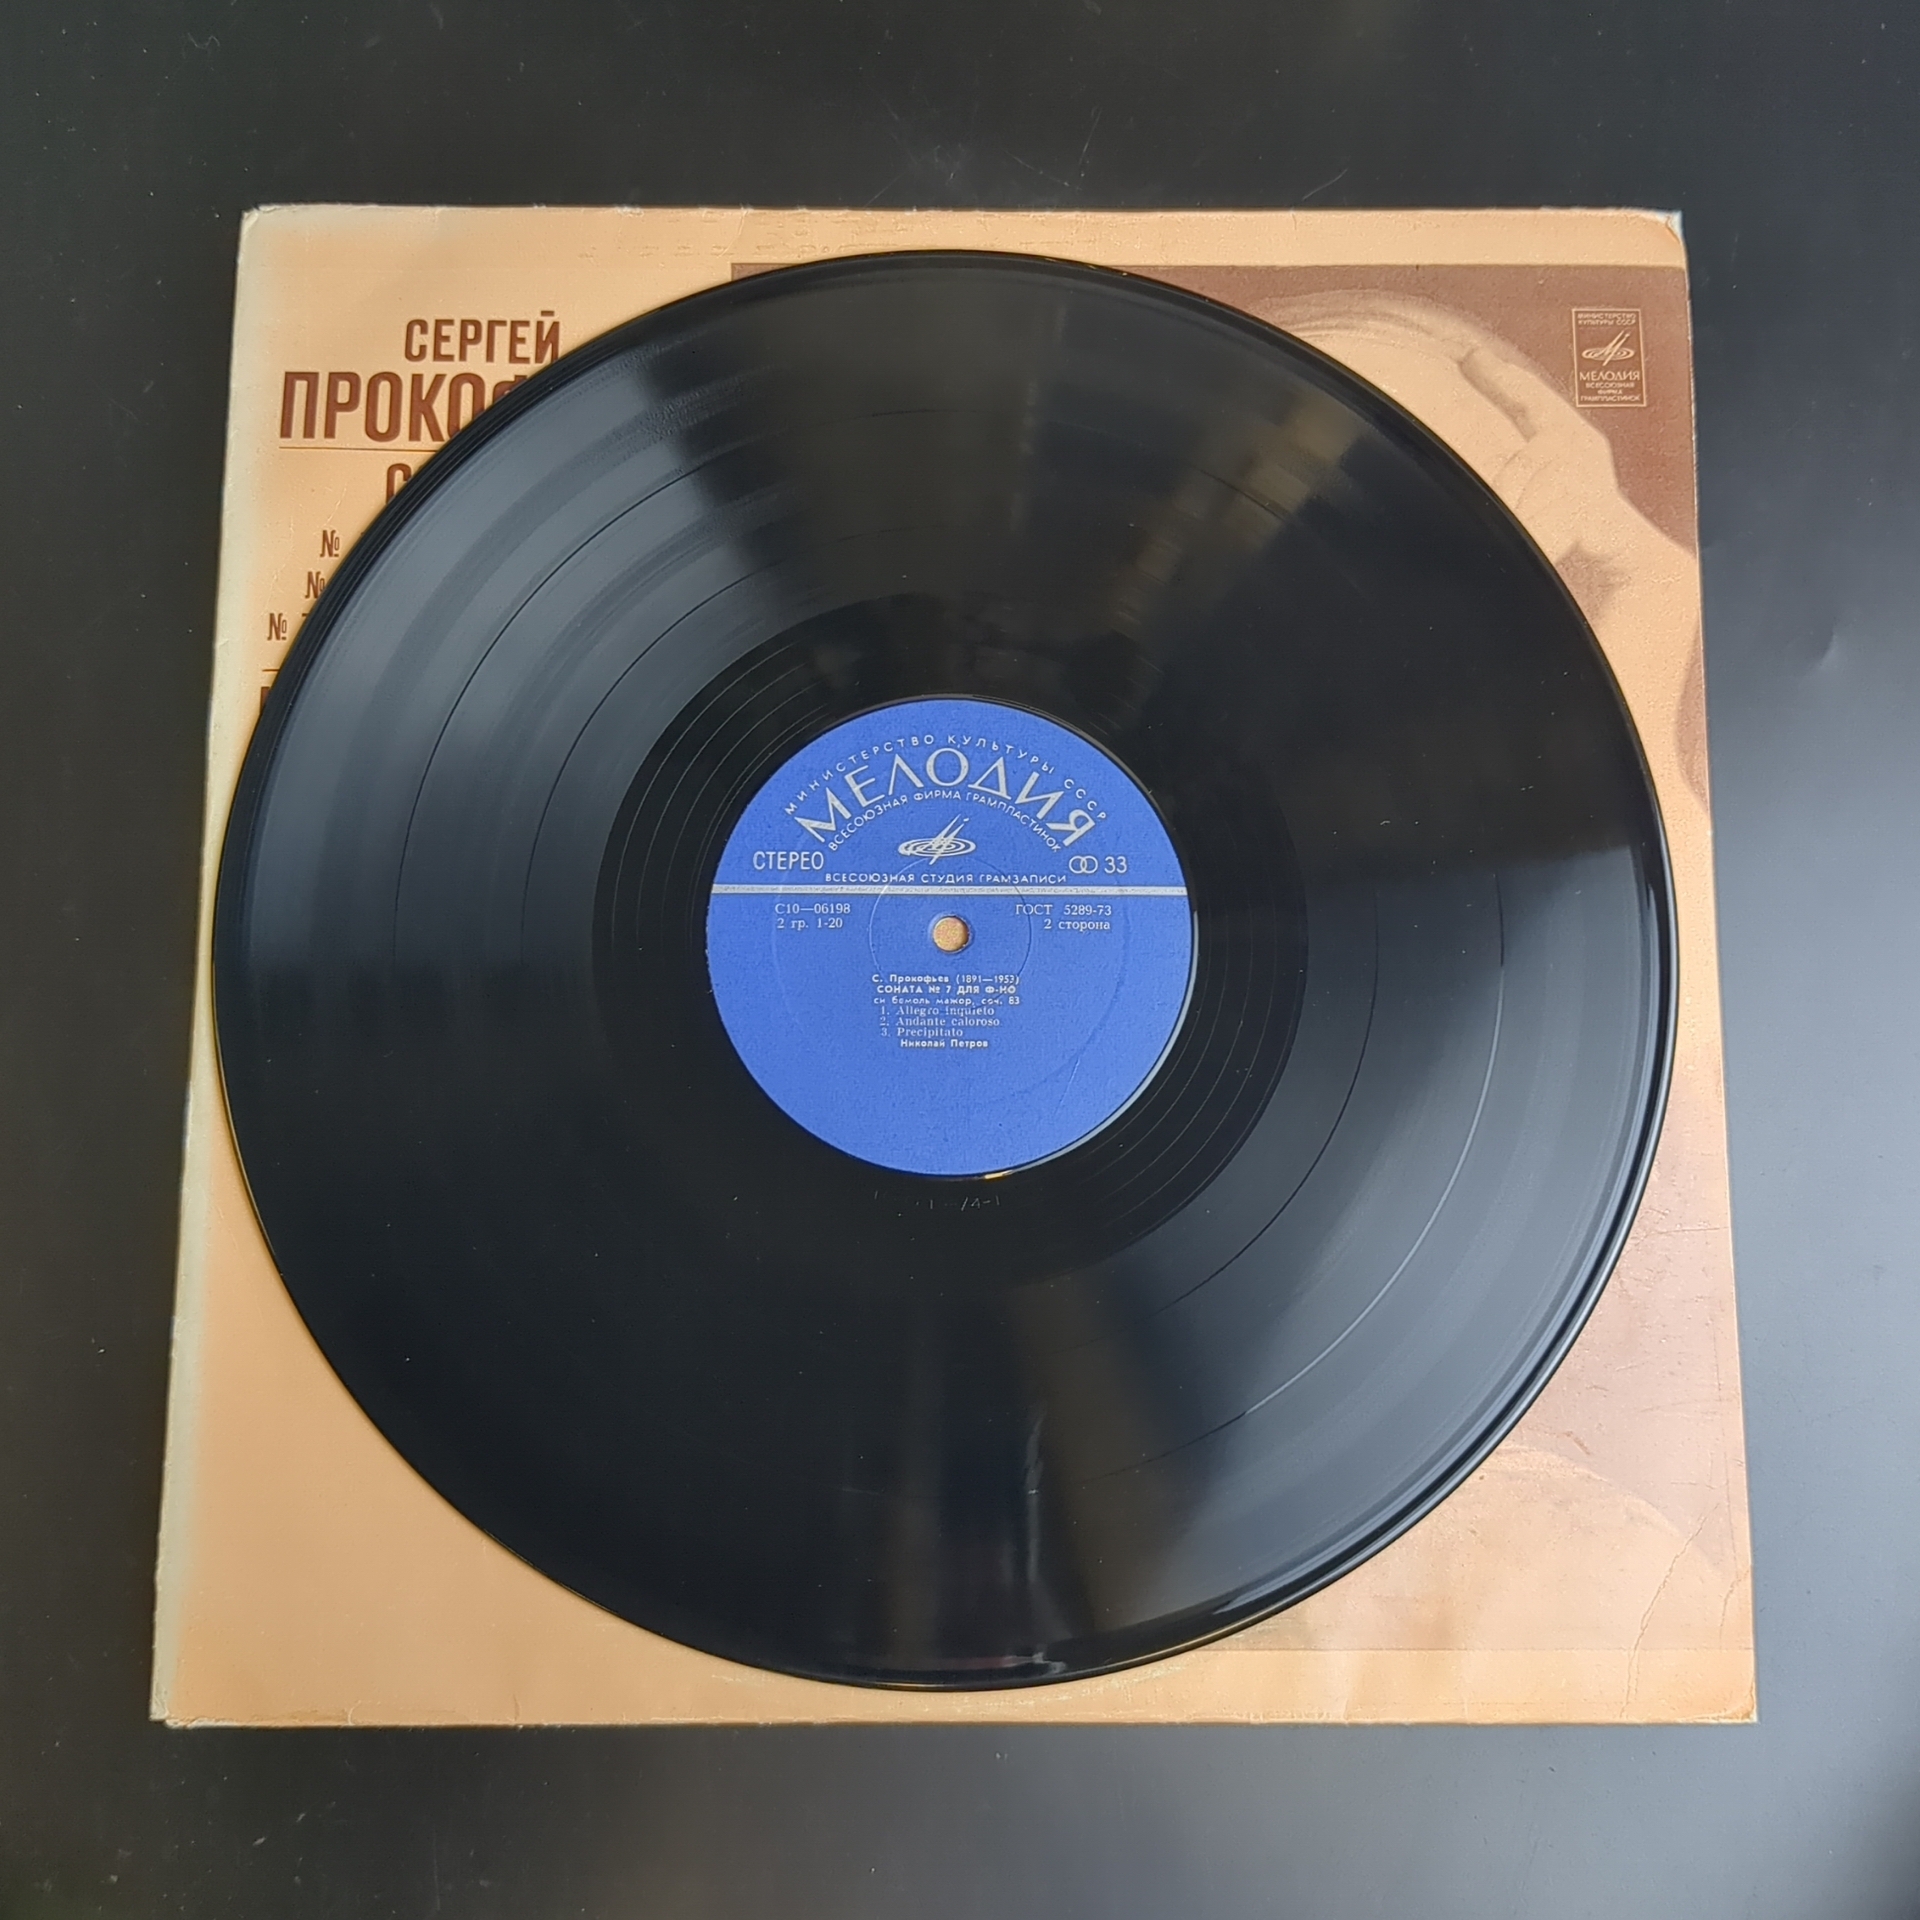 СЕРГЕЙ
ПРОКОФ
С
№
№
№ 7
МИНИСТЕРСТВО
КУЛЬТУРЫ СССР
МЕЛОДИЯ
ВСЕСОЮЗНАЯ
ФИРМА
ГРАМПЛАСТИНОК
МИНИСТЕРСТВО КУЛЬТУРЫ СССР
МЕЛОДИЯ
ВСЕСОЮЗНАЯ ФИРМА ГРАМПЛАСТИНОК
СТЕРЕО 33
ВСЕСОЮЗНАЯ СТУДИЯ ГРАМЗАПИСИ
С10—06198 ГОСТ 5289-73
2 гр. 1-20 2 сторона
С. Прокофьев (1891—1953)
СОНАТА № 7 ДЛЯ Ф-НО
си бемоль мажор, соч. 83
1. Allegro inquieto
2. Andante caloroso
3. Precipitato
Николай Петров